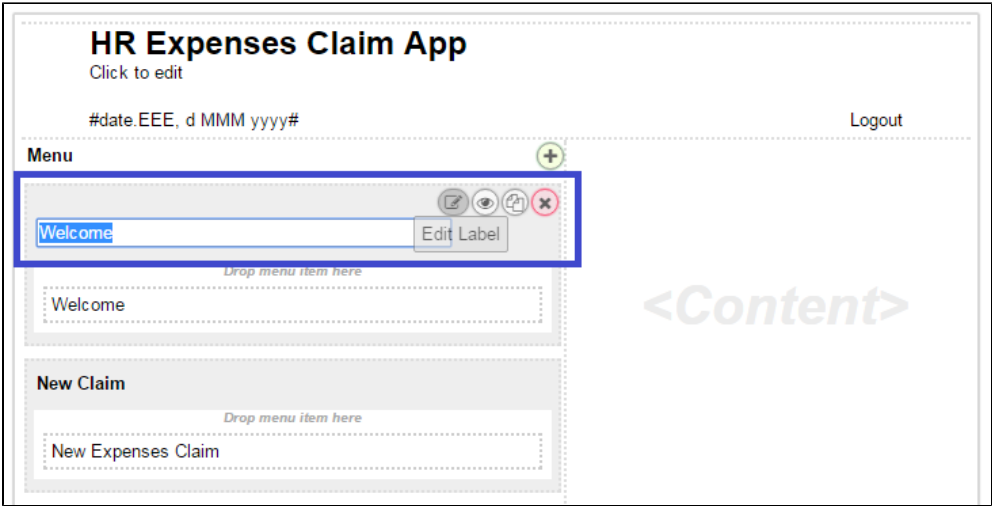 HR Expenses Claim App
Click to edit
#date.EEE, d MMM yyyy#
Logout
Menu
Welcome
Edit Label
Drop menu item here
Welcome
<Content>
New Claim
Drop menu item here
New Expenses Claim